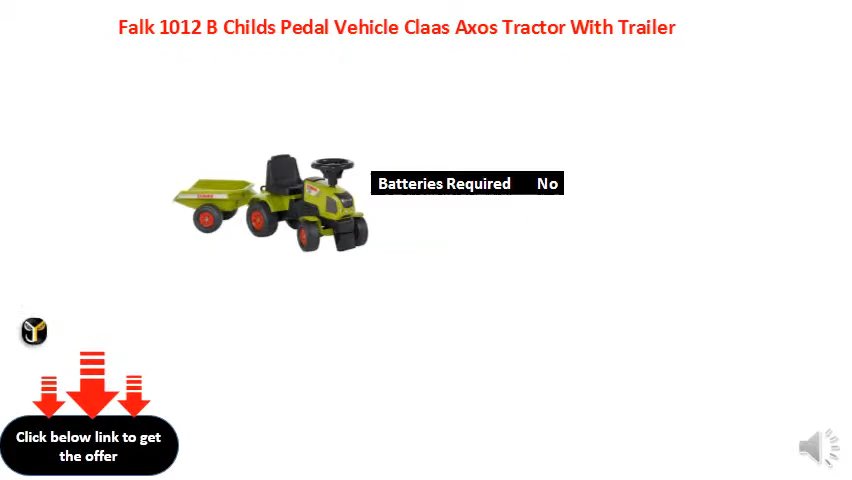 Falk 1012 B Childs Pedal Vehicle Claas Axos Tractor With Trailer
Batteries Required No
Click below link to get
the offer